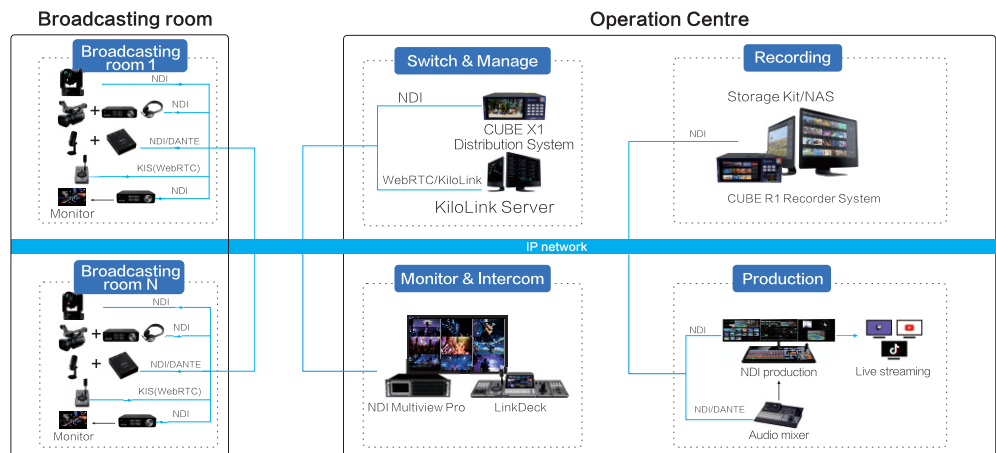 Broadcasting room
Operation Centre
Broadcasting
room 1
NDI
NDI
NDI/DANTE
KIS(WebRTC)
NDI
Monitor
Switch & Manage
NDI
CUBE X1
Distribution System
WebRTC/KiloLink
KiloLink Server
Recording
Storage Kit/NAS
NDI
CUBE R1 Recorder System
IP network
Broadcasting
room N
NDI
NDI
NDI/DANTE
KIS(WebRTC)
NDI
Monitor
Monitor & Intercom
NDI Multiview Pro
LinkDeck
Production
NDI
NDI production
Live streaming
NDI/DANTE
Audio mixer